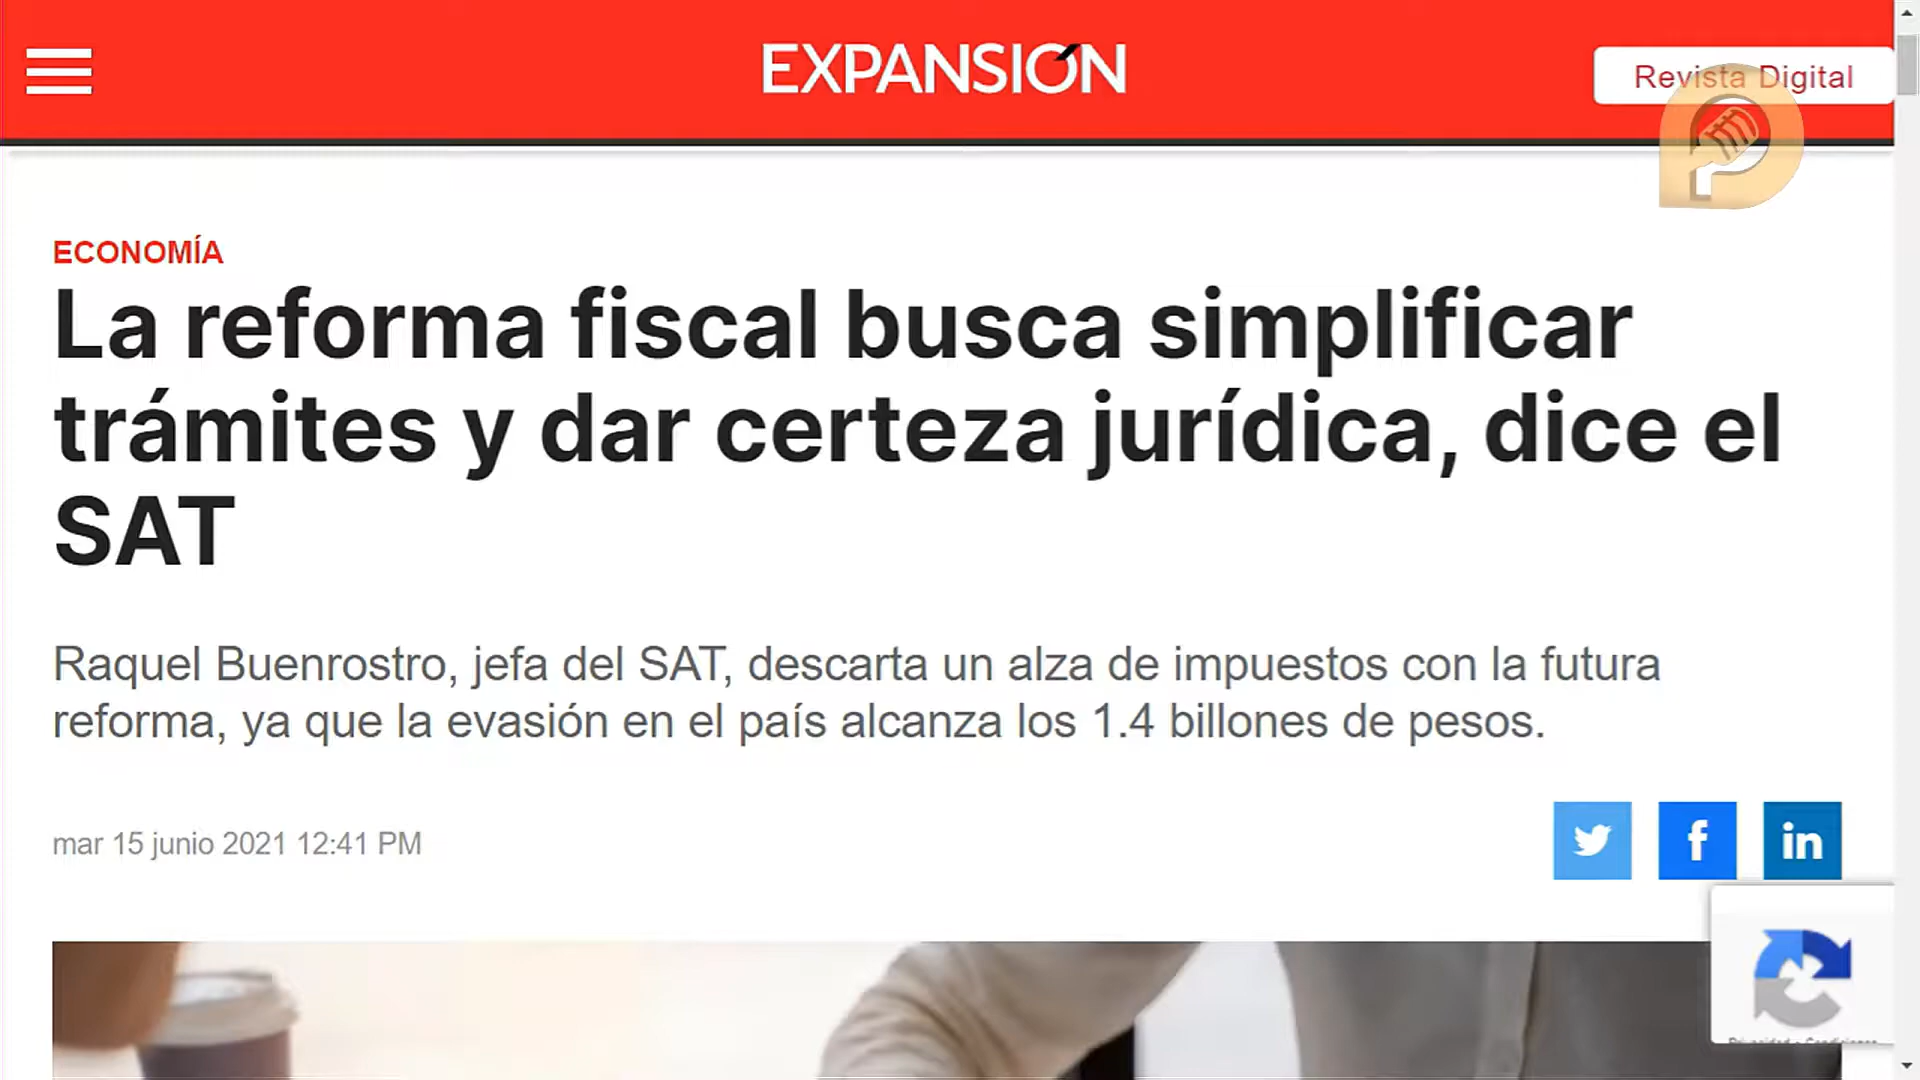 EXPANSIÓN
Revista Digital
ECONOMÍA
La reforma fiscal busca simplificar
trámites y dar certeza jurídica, dice el
SAT
Raquel Buenrostro, jefa del SAT, descarta un alza de impuestos con la futura
reforma, ya que la evasión en el país alcanza los 1.4 billones de pesos.
mar 15 junio 2021 12:41 PM